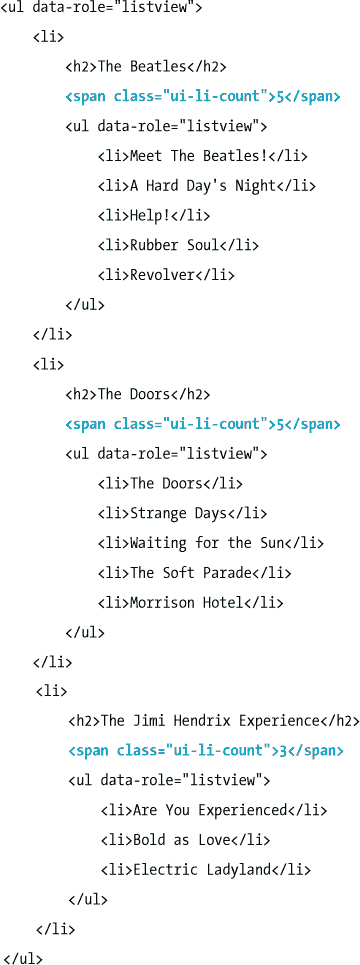 <ul data-role="listview">
<li>
<h2>The Beatles</h2>
<span class="ui-li-count">5</span>
<ul data-role="listview">
<li>Meet The Beatles!</li>
<li>A Hard Day's Night</li>
<li>Help!</li>
<li>Rubber Soul</li>
<li>Revolver</li>
</ul>
</li>
<li>
<h2>The Doors</h2>
<span class="ui-li-count">5</span>
<ul data-role="listview">
<li>The Doors</li>
<li>Strange Days</li>
<li>Waiting for the Sun</li>
<li>The Soft Parade</li>
<li>Morrison Hotel</li>
</ul>
</li>
<li>
<h2>The Jimi Hendrix Experience</h2>
<span class="ui-li-count">3</span>
<ul data-role="listview">
<li>Are You Experienced</li>
<li>Bold as Love</li>
<li>Electric Ladyland</li>
</ul>
</li>
</ul>